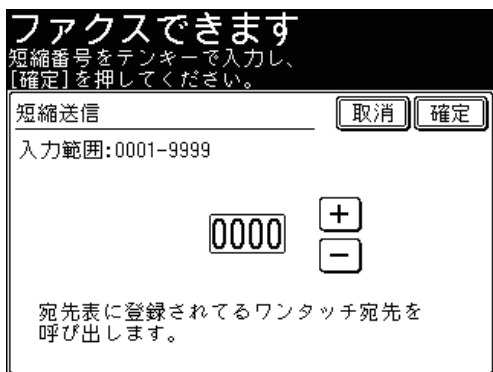 ファクスできます
短縮番号をテンキーで入力し、
[確定]を押してください。
短縮送信 取消 確定
入力範囲:0001-9999
0000 +
−
宛先表に登録されてるワンタッチ宛先を
呼び出します。